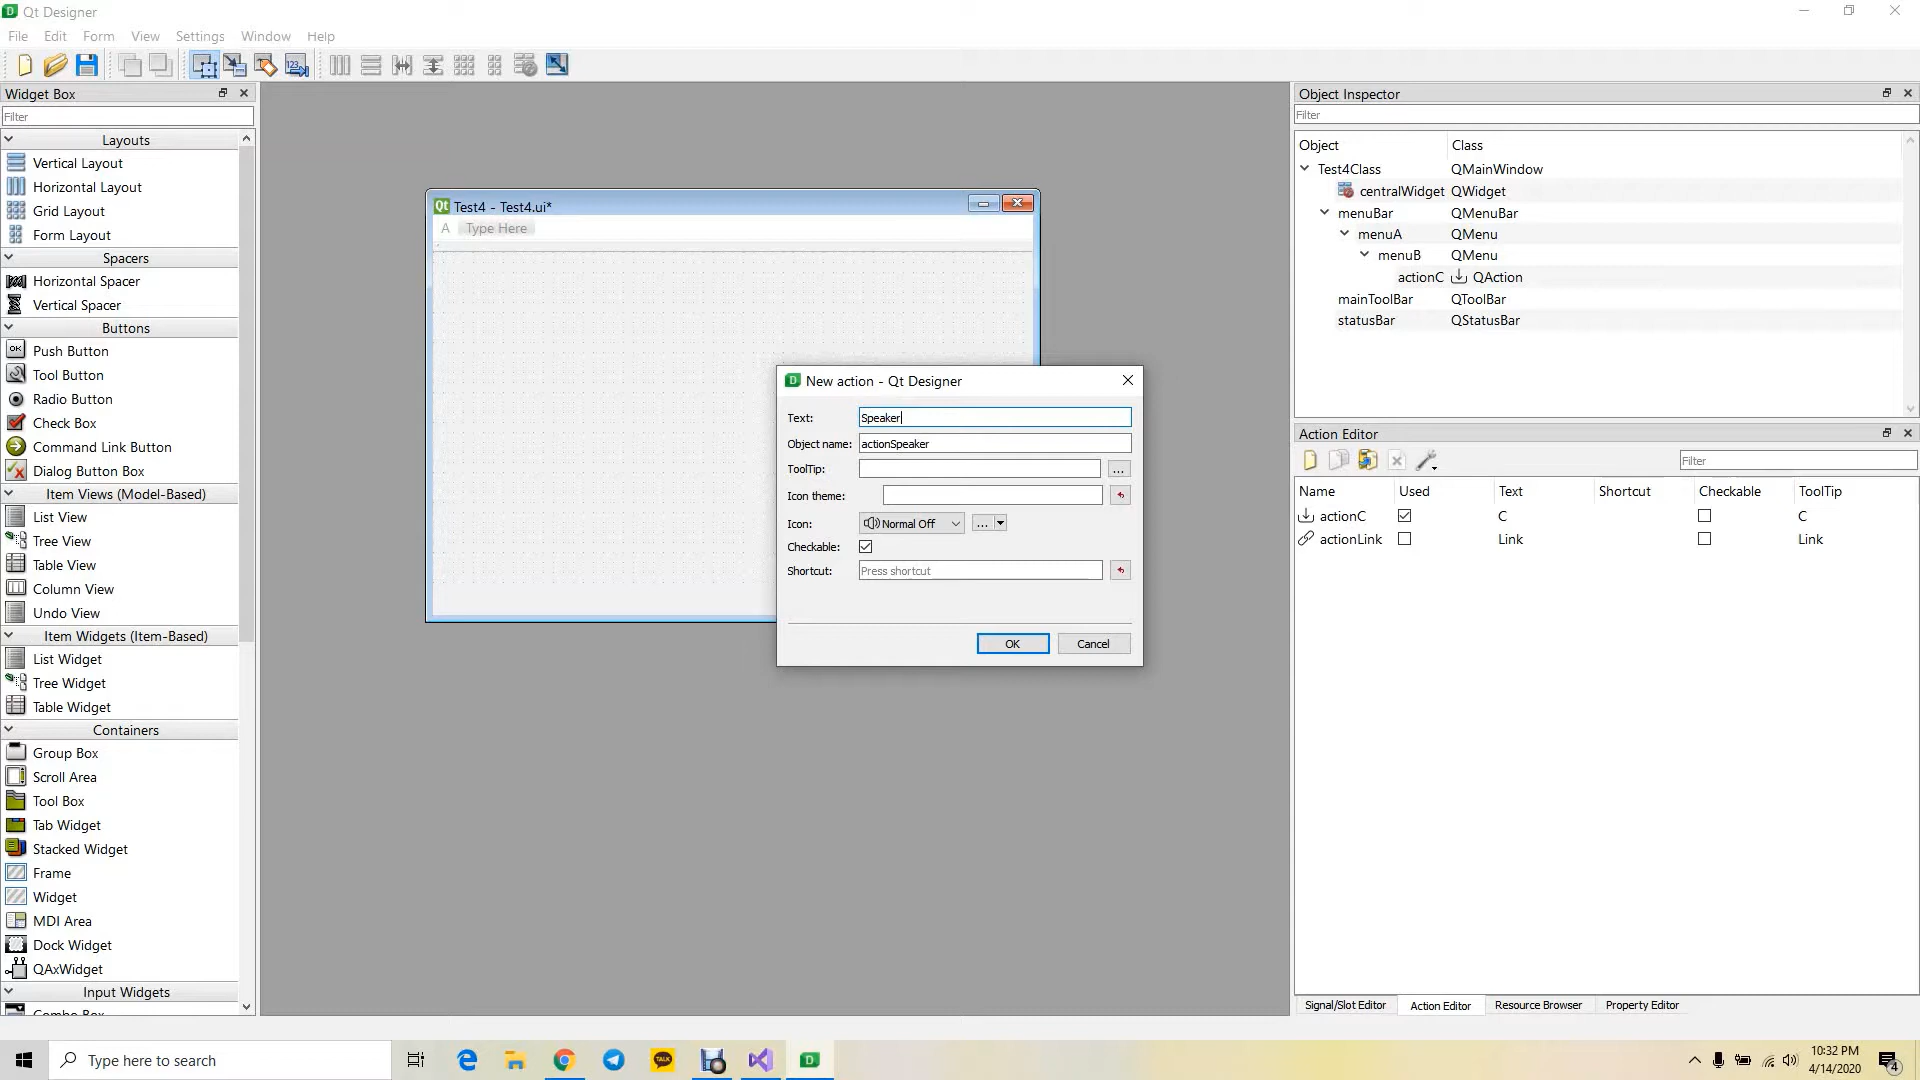 Qt Designer
File Edit Form View Settings Window Help
Widget Box
Filter
Layouts
Vertical Layout
Horizontal Layout
Grid Layout
Form Layout
Spacers
Horizontal Spacer
Vertical Spacer
Buttons
Push Button
Tool Button
Radio Button
Check Box
Command Link Button
Dialog Button Box
Item Views (Model-Based)
List View
Tree View
Table View
Column View
Undo View
Item Widgets (Item-Based)
List Widget
Tree Widget
Table Widget
Containers
Group Box
Scroll Area
Tool Box
Tab Widget
Stacked Widget
Frame
Widget
MDI Area
Dock Widget
QAxWidget
Input Widgets
Combo Box
Test4 - Test4.ui*
A Type Here
New action - Qt Designer
Text: Speaker
Object name: actionSpeaker
ToolTip: ...
Icon theme:
Icon: Normal Off ...
Checkable:
Shortcut: Press shortcut
OK Cancel
Object Inspector
Filter
Object Class
Test4Class QMainWindow
centralWidget QWidget
menuBar QMenuBar
menuA QMenu
menuB QMenu
actionC QAction
mainToolBar QToolBar
statusBar QStatusBar
Action Editor
Filter
Name Used Text Shortcut Checkable ToolTip
actionC C C
actionLink Link Link
Signal/Slot Editor Action Editor Resource Browser Property Editor
Type here to search
TALK
10:32 PM
4/14/2020
4